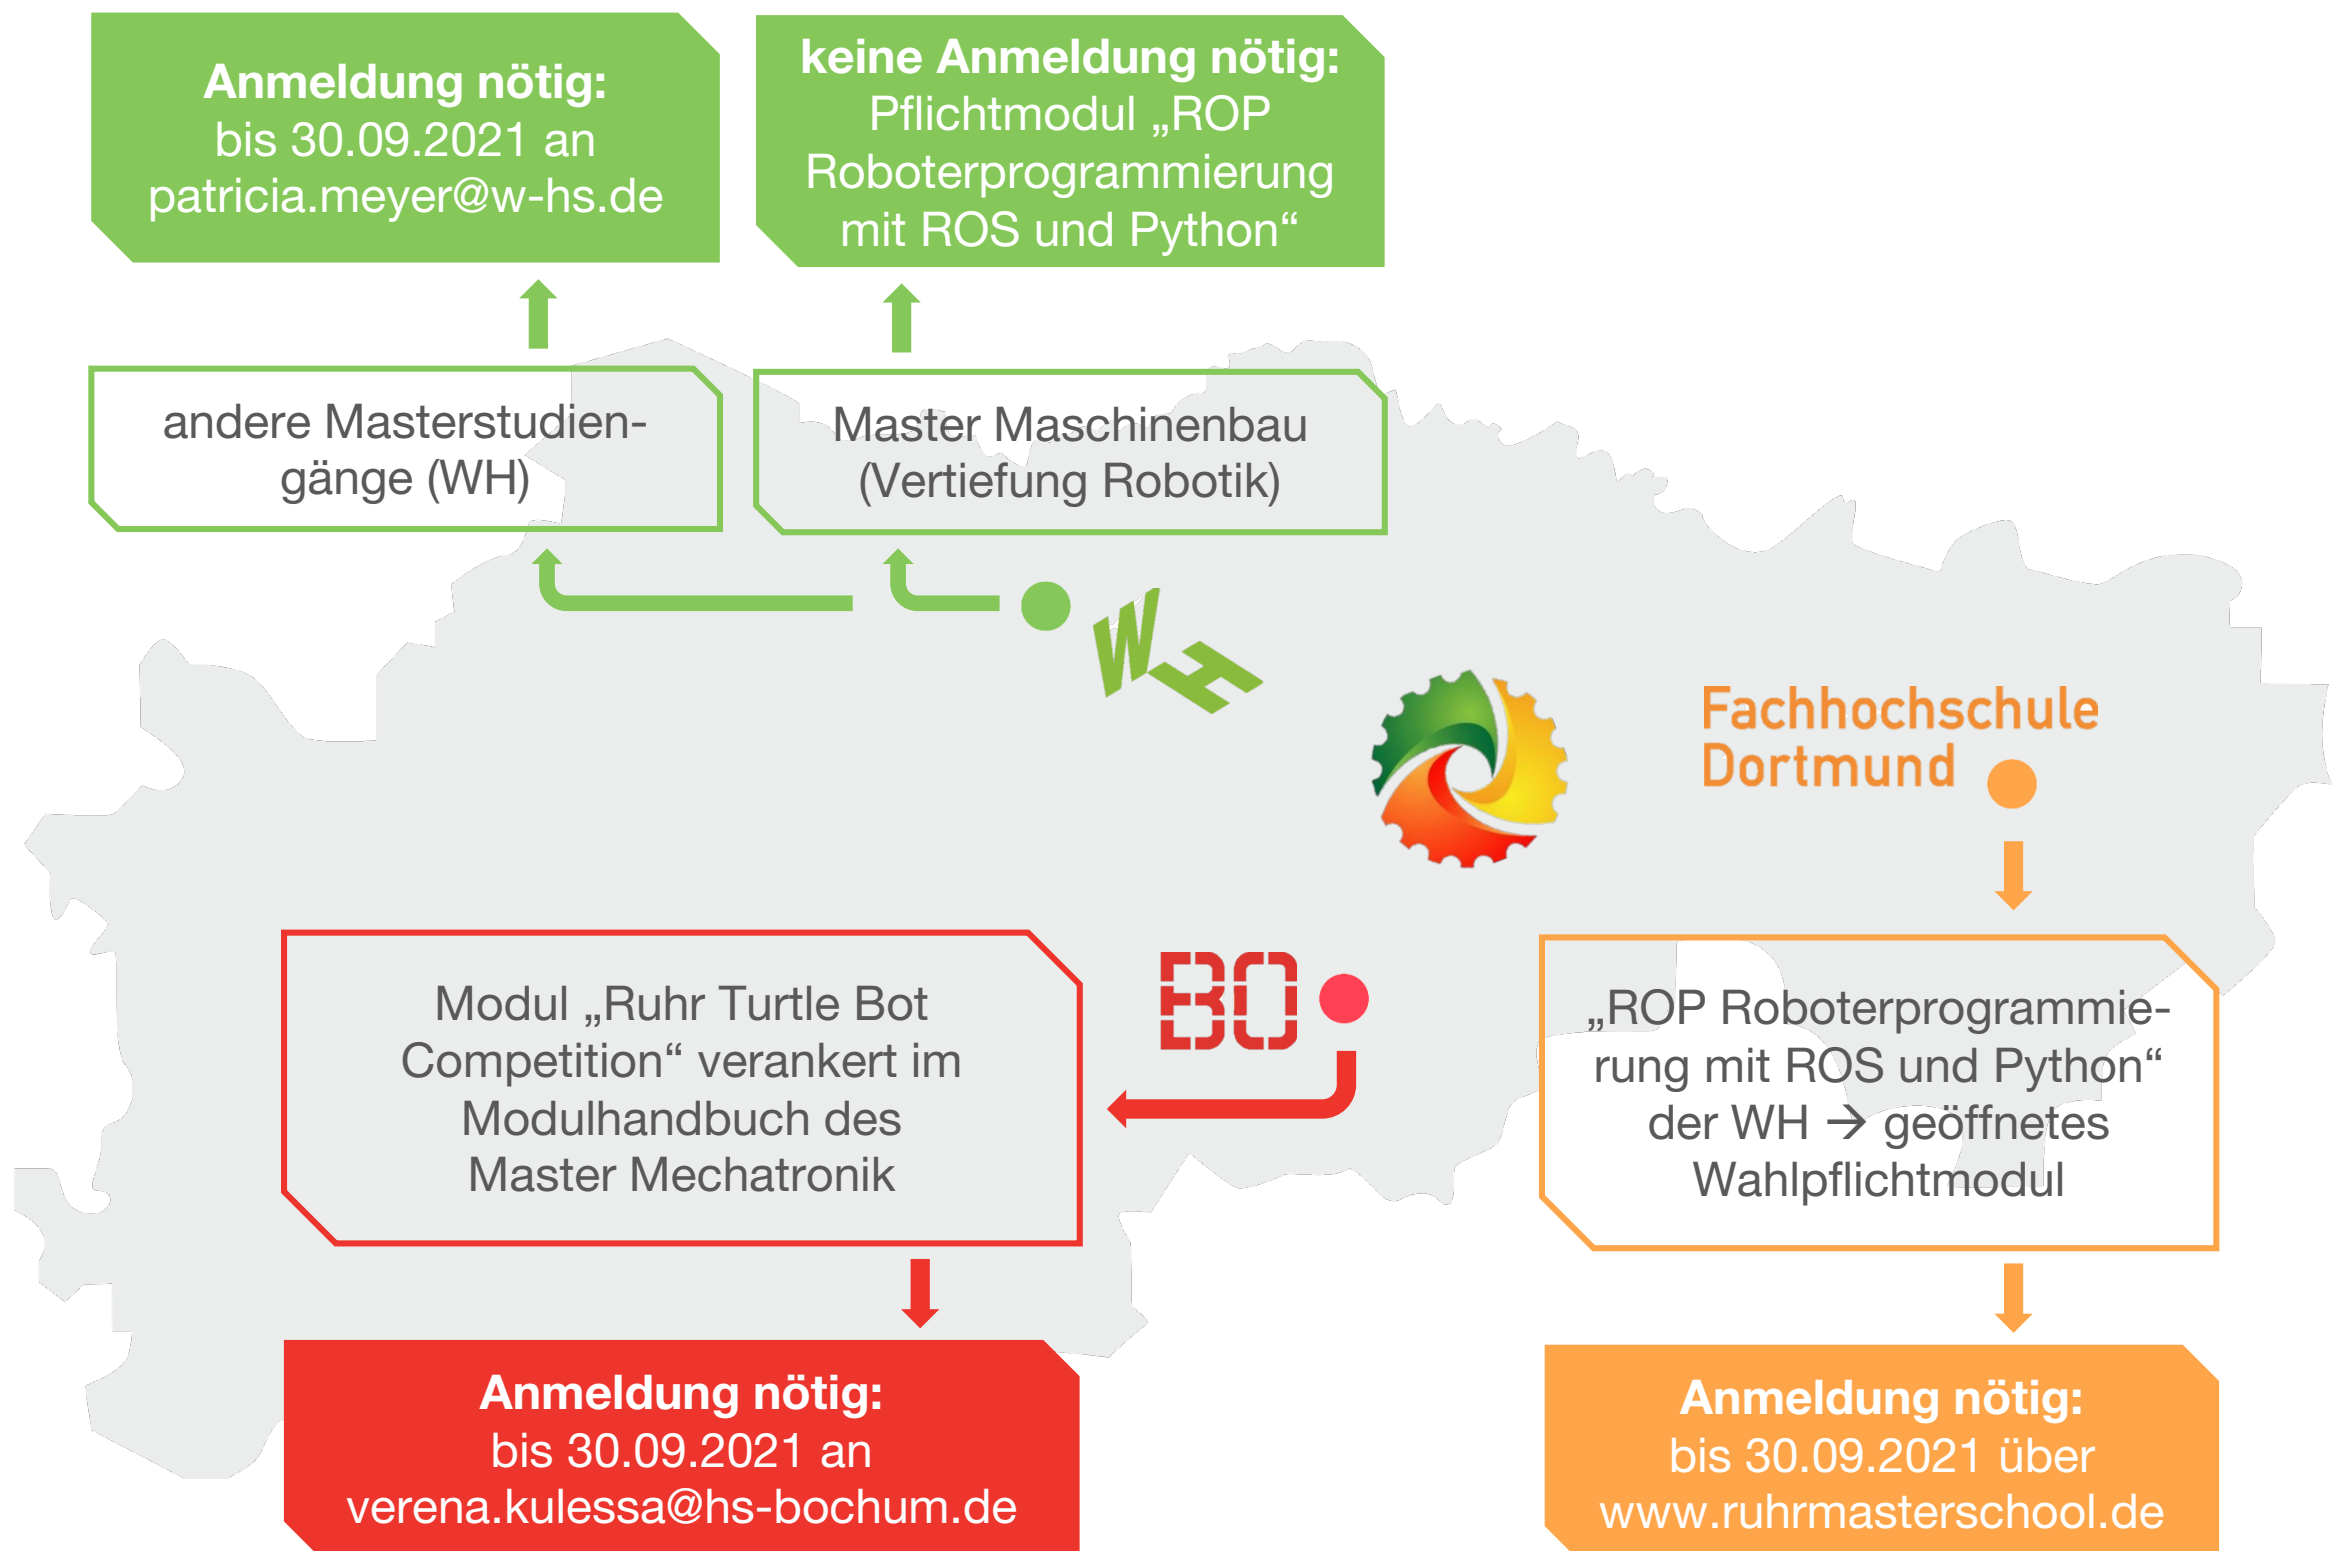 Anmeldung nötig:
bis 30.09.2021 an
patricia.meyer@w-hs.de
keine Anmeldung nötig:
Pflichtmodul „ROP
Roboterprogrammierung
mit ROS und Python“
andere Masterstudien-
gänge (WH)
Master Maschinenbau
(Vertiefung Robotik)
WH
Fachhochschule
Dortmund
BO
Modul „Ruhr Turtle Bot
Competition“ verankert im
Modulhandbuch des
Master Mechatronik
„ROP Roboterprogrammie-
rung mit ROS und Python“
der WH → geöffnetes
Wahlpflichtmodul
Anmeldung nötig:
bis 30.09.2021 an
verena.kulessa@hs-bochum.de
Anmeldung nötig:
bis 30.09.2021 über
www.ruhrmasterschool.de